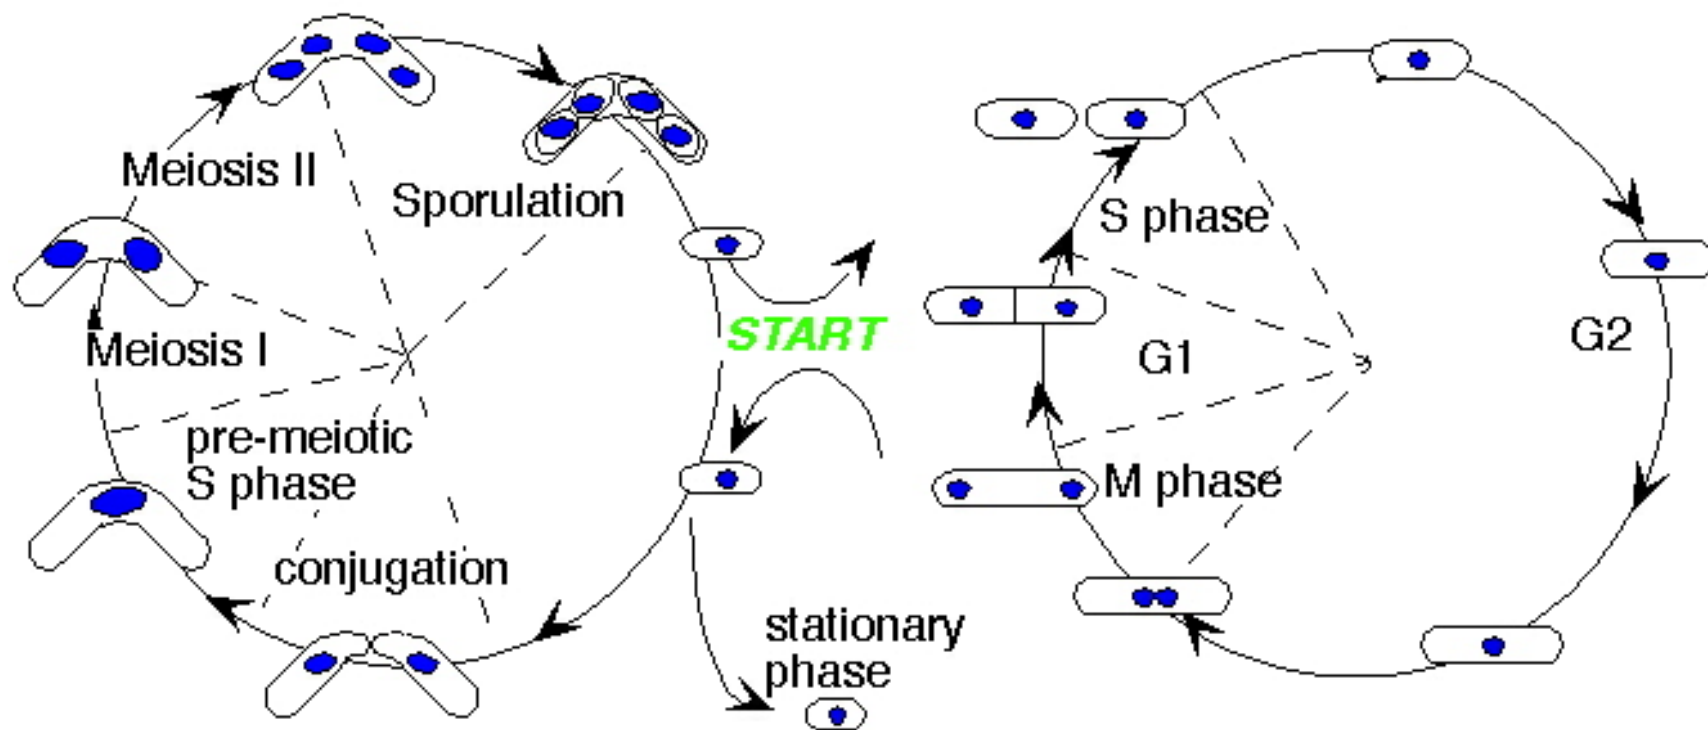 Meiosis II
Sporulation
Meiosis I
pre-meiotic
S phase
conjugation
START
stationary
phase
S phase
G1
G2
M phase